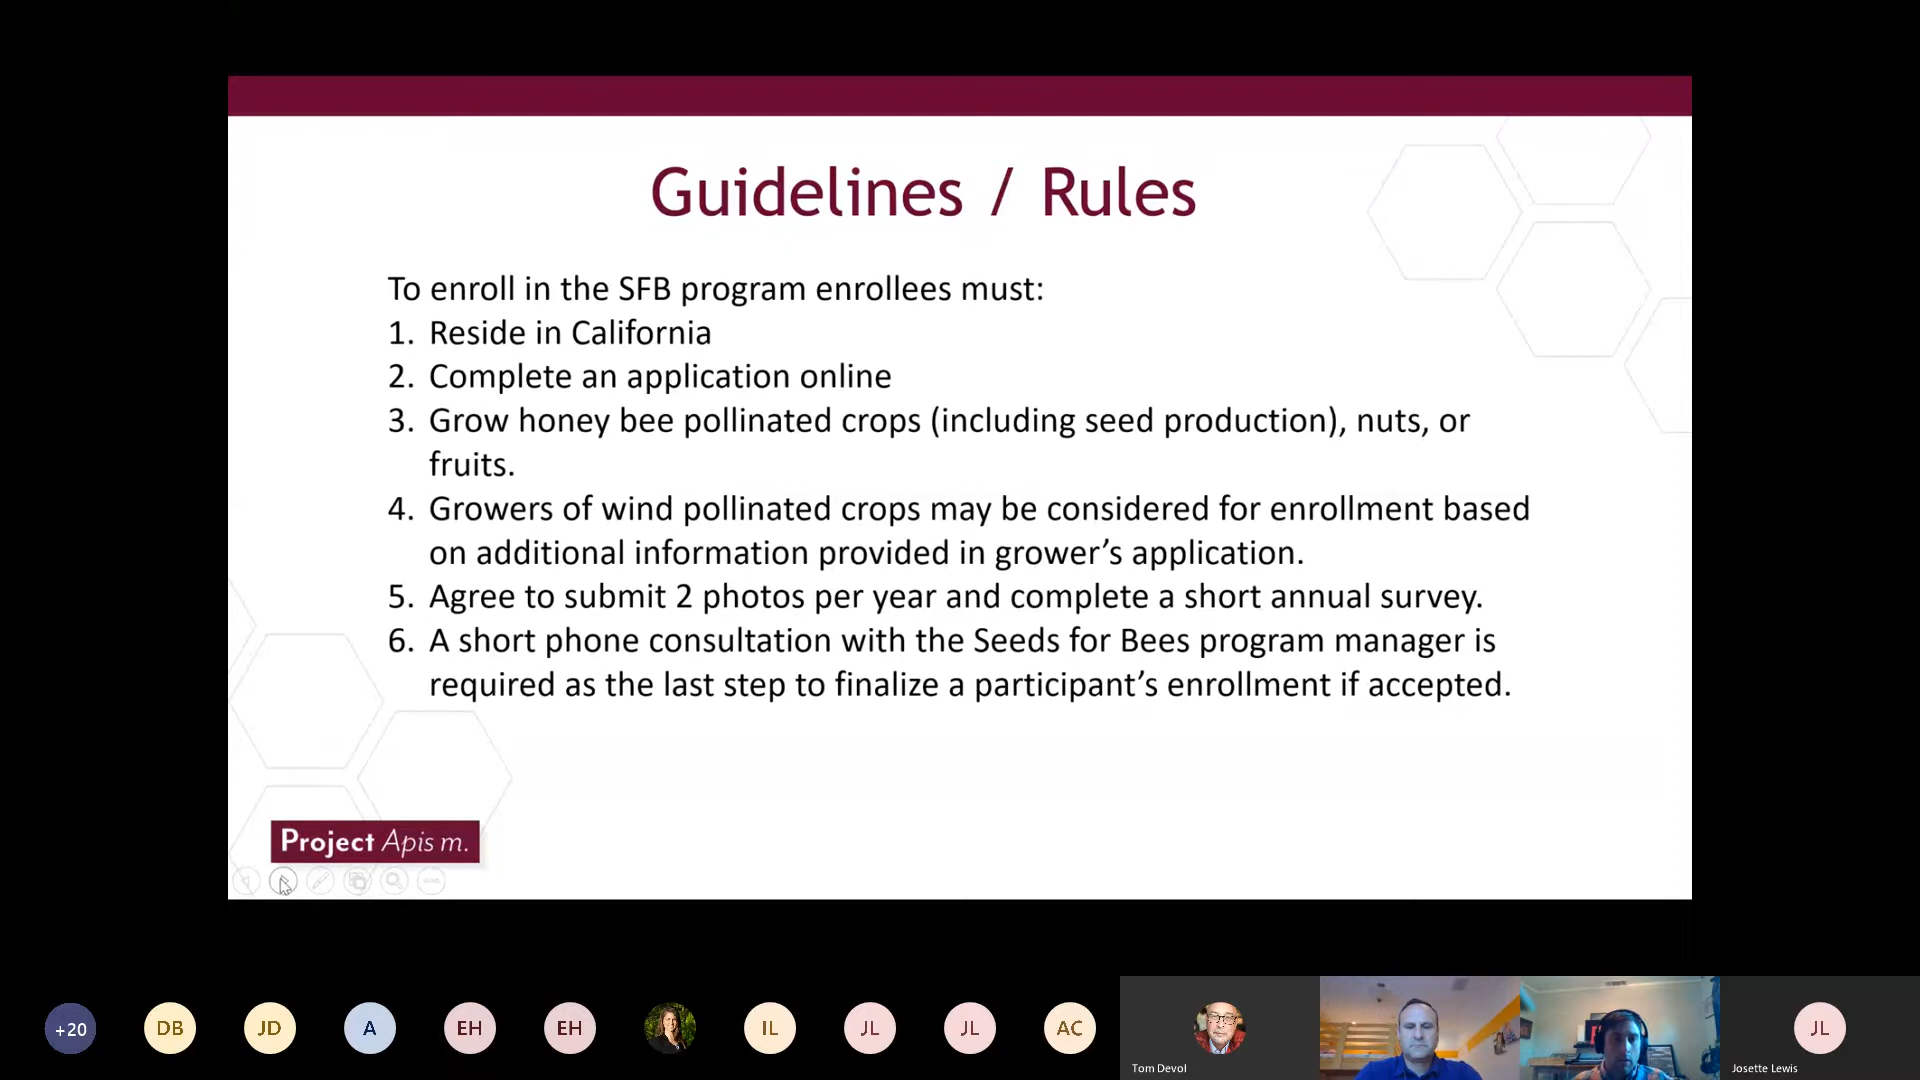 Guidelines / Rules
To enroll in the SFB program enrollees must:
1. Reside in California
2. Complete an application online
3. Grow honey bee pollinated crops (including seed production), nuts, or
fruits.
4. Growers of wind pollinated crops may be considered for enrollment based
on additional information provided in grower’s application.
5. Agree to submit 2 photos per year and complete a short annual survey.
6. A short phone consultation with the Seeds for Bees program manager is
required as the last step to finalize a participant’s enrollment if accepted.
Project Apis m.
+20 DB JD A EH EH IL JL JL AC JL
Tom Devol Josette Lewis